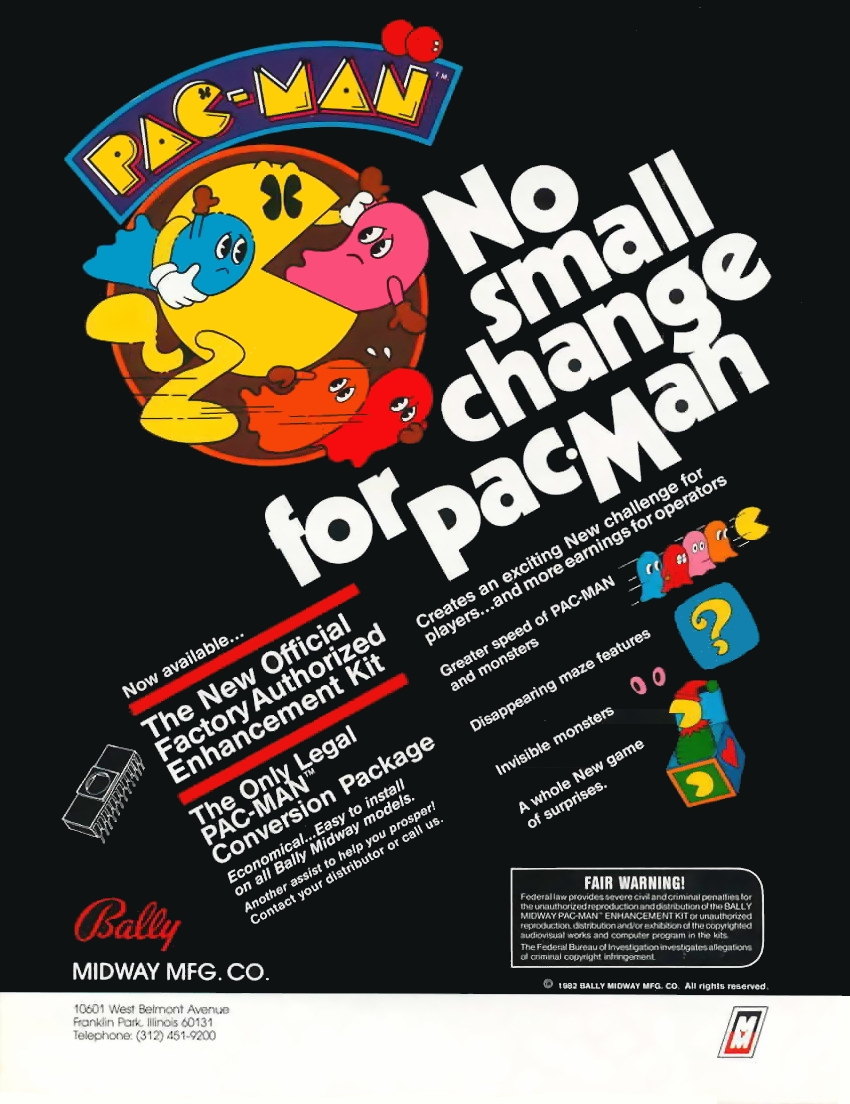 PAC-MAN ™
No
small
change
for pac-Man
Creates an exciting New challenge for
players...and more earnings for operators
Greater speed of PAC-MAN
and monsters
Disappearing maze features
?
Invisible monsters
A whole New game
of surprises.
Now available...
The New Official
Factory Authorized
Enhancement Kit
The Only Legal
PAC-MAN™
Conversion Package
Economical...Easy to install
on all Bally Midway models.
Another assist to help you prosper!
Contact your distributor or call us.
FAIR WARNING!
Federal law provides severe civil and criminal penalties for
the unauthorized reproduction and distribution of the BALLY
MIDWAY PAC-MAN™ ENHANCEMENT KIT or unauthorized
reproduction, distribution and/or exhibition of the copyrighted
audiovisual works and computer program in the kits.
The Federal Bureau of Investigation investigates allegations
of criminal copyright infringement.
Bally
MIDWAY MFG. CO.
© 1982 BALLY MIDWAY MFG. CO. All rights reserved.
10601 West Belmont Avenue
Franklin Park, Illinois 60131
Telephone: (312) 451-9200